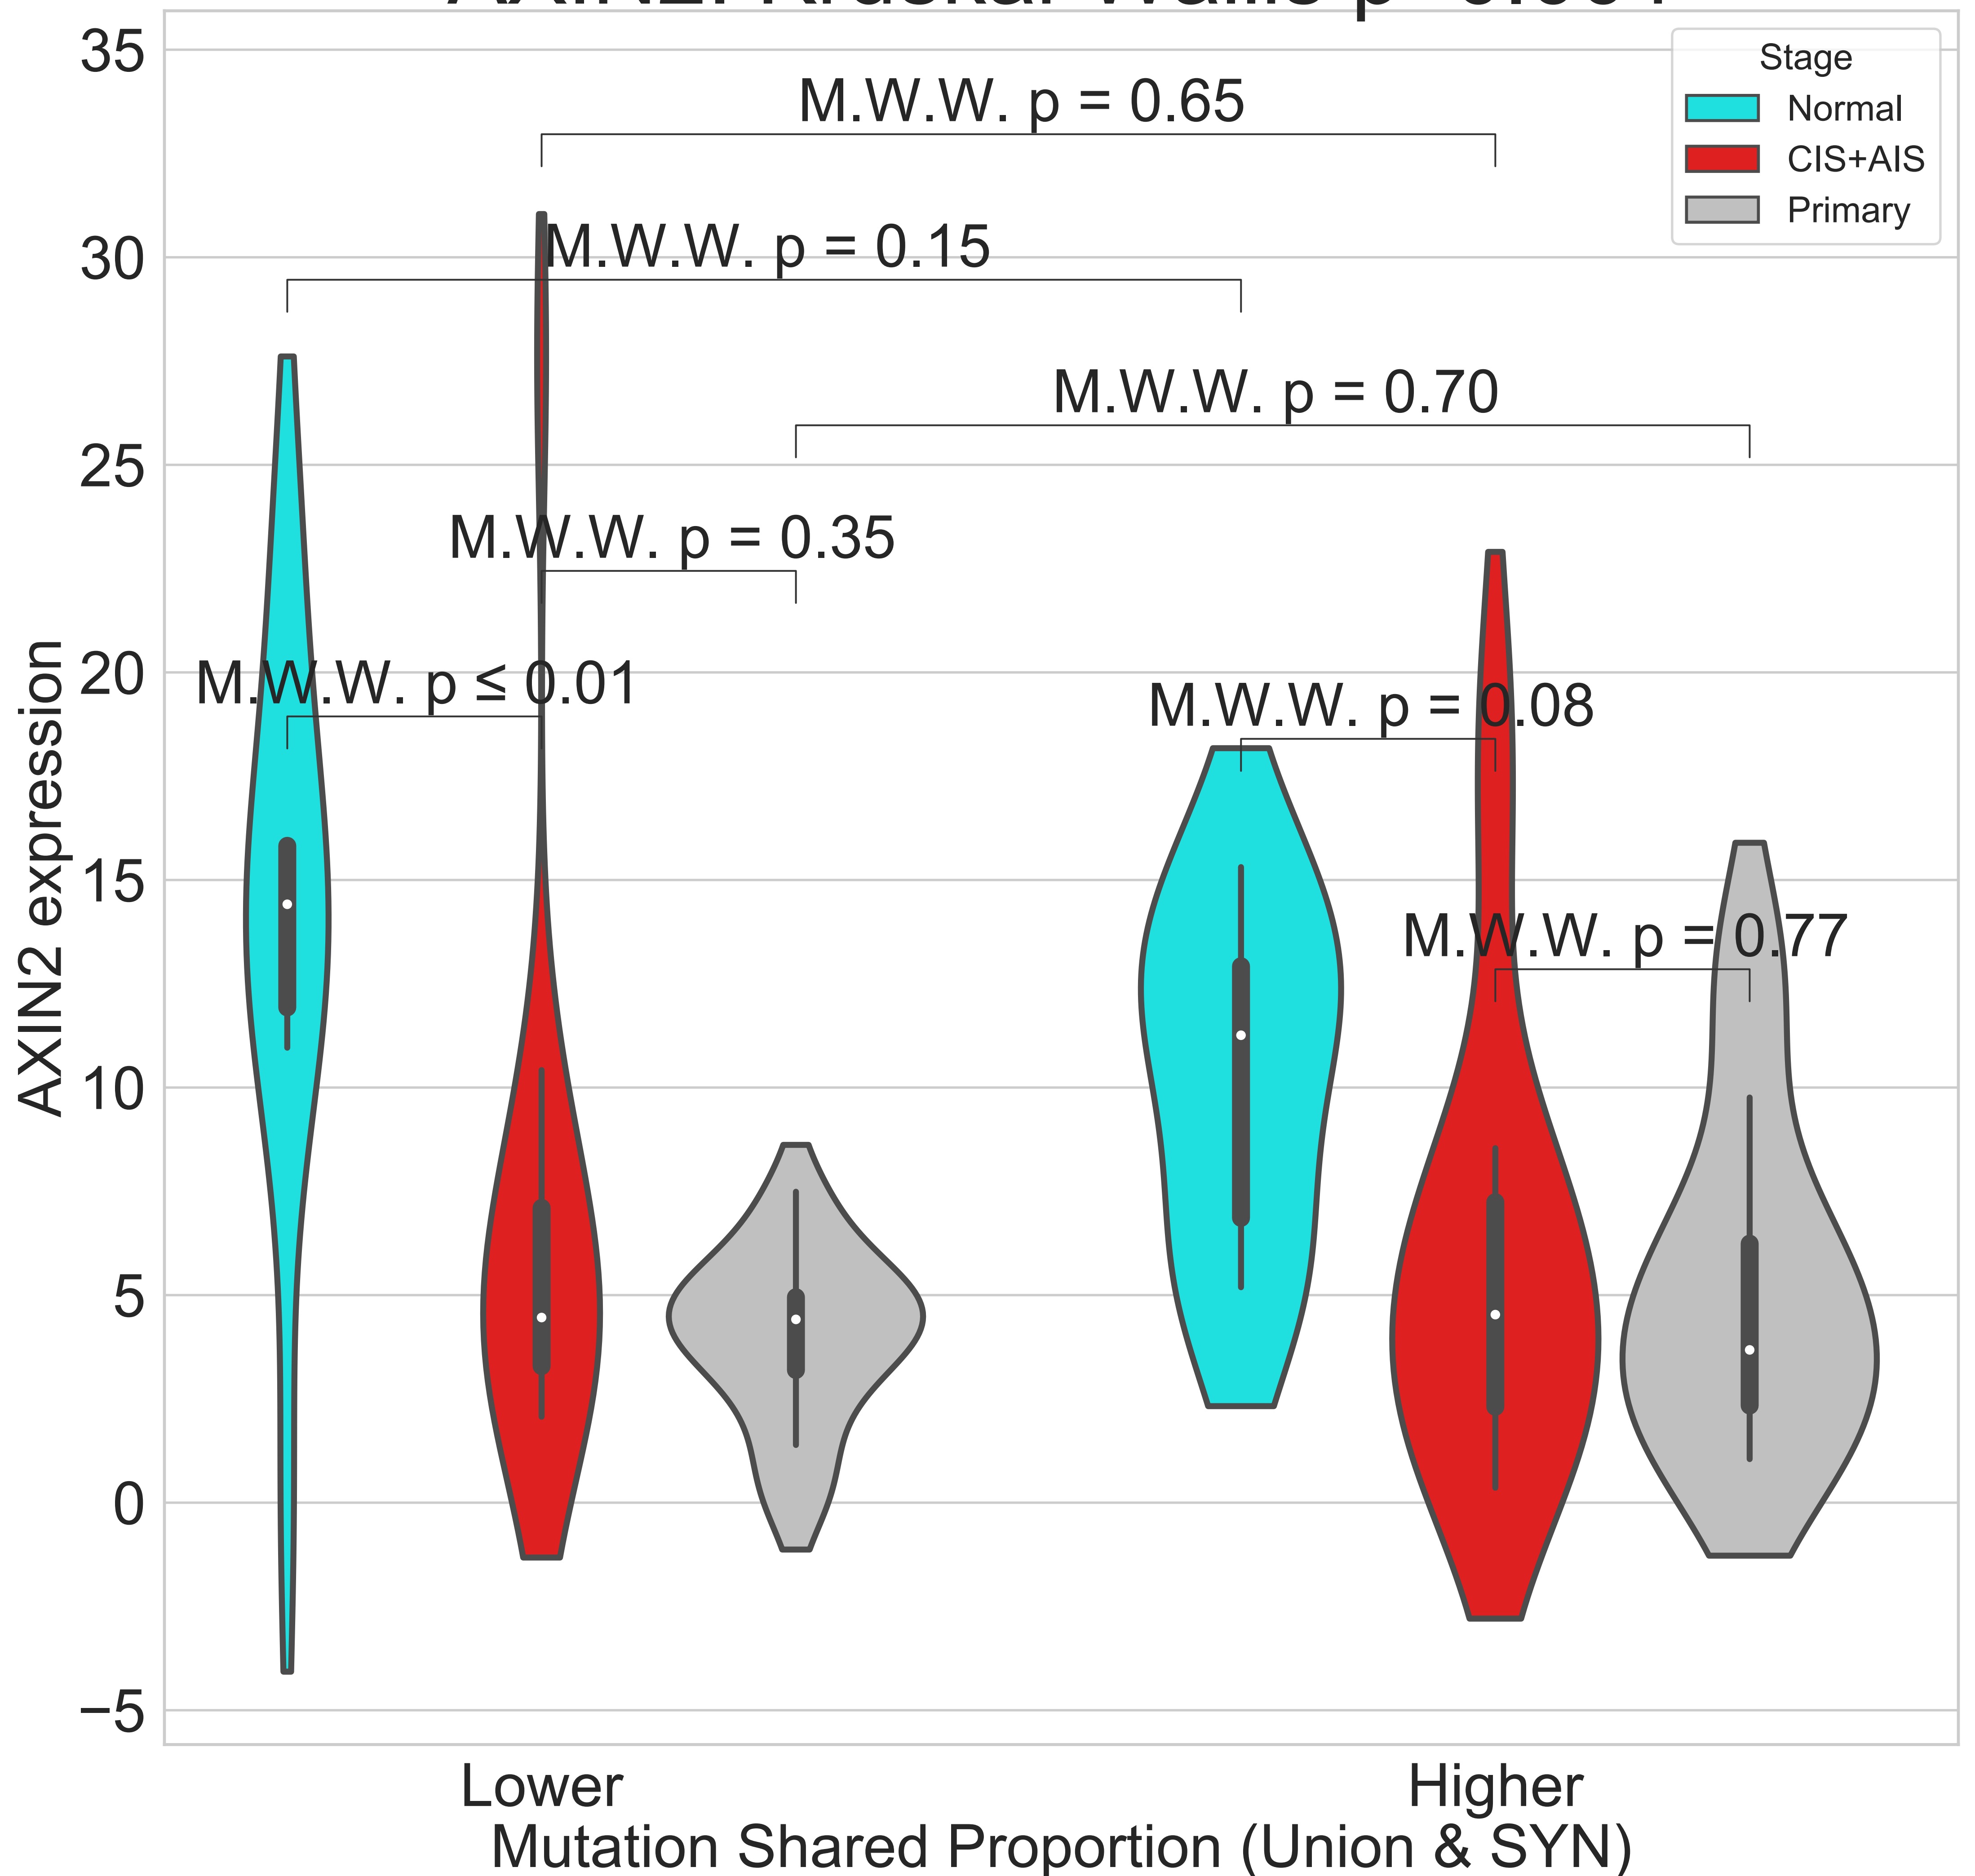 35
Stage
Normal
CIS+AIS
Primary
M.W.W. p = 0.65
M.W.W. p = 0.15
30
M.W.W. p = 0.70
25
M.W.W. p = 0.35
20
M.W.W. p ≤ 0.01
M.W.W. p = 0.08
15
M.W.W. p = 0.77
10
5
0
−5
AXIN2 expression
Lower
Higher
Mutation Shared Proportion (Union & SYN)